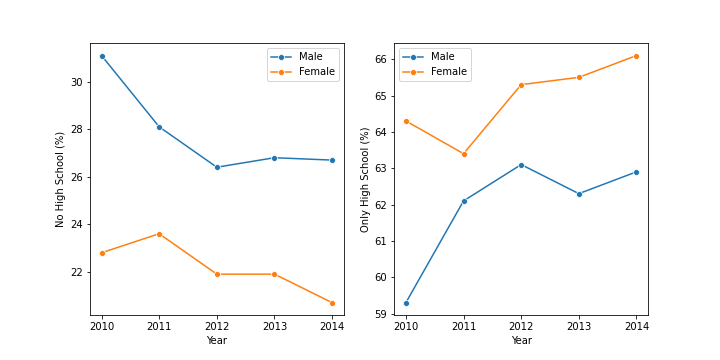 No High School (%)
30
28
26
24
22
Male
Female
2010 2011 2012 2013 2014
Year
Only High School (%)
66
65
64
63
62
61
60
59
Male
Female
2010 2011 2012 2013 2014
Year